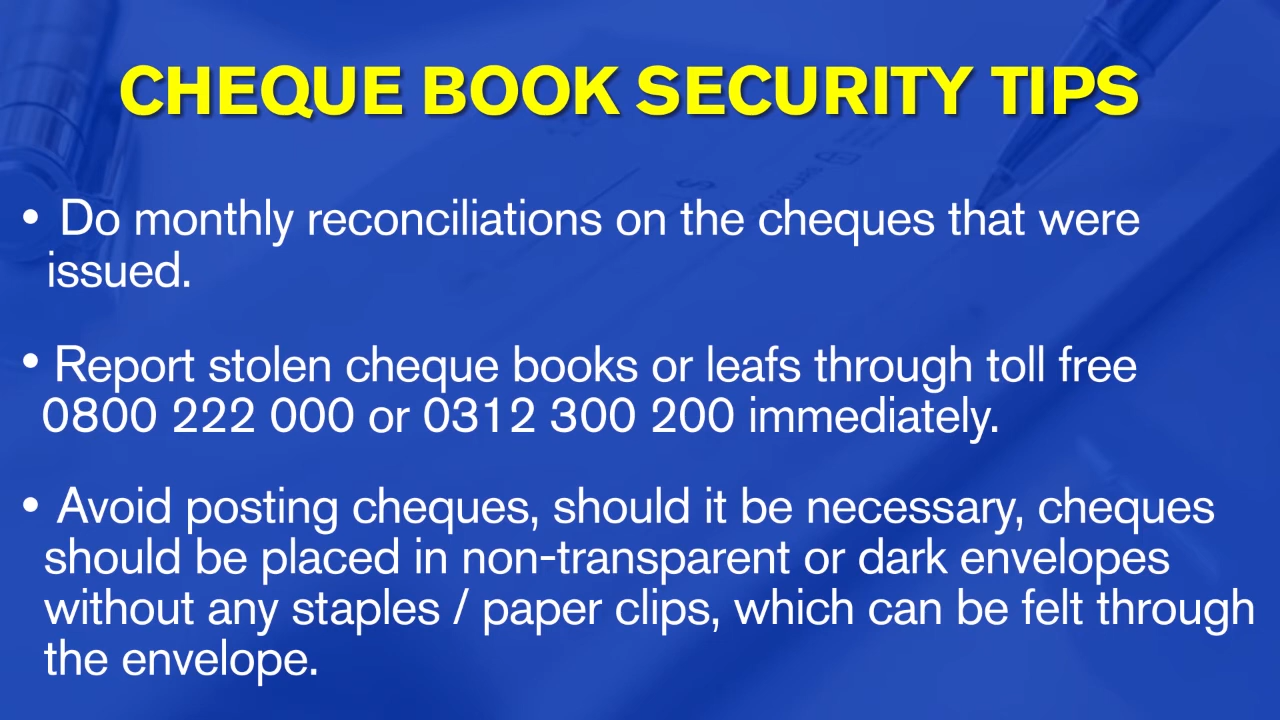 CHEQUE BOOK SECURITY TIPS
• Do monthly reconciliations on the cheques that were
issued.
• Report stolen cheque books or leafs through toll free
0800 222 000 or 0312 300 200 immediately.
• Avoid posting cheques, should it be necessary, cheques
should be placed in non-transparent or dark envelopes
without any staples / paper clips, which can be felt through
the envelope.